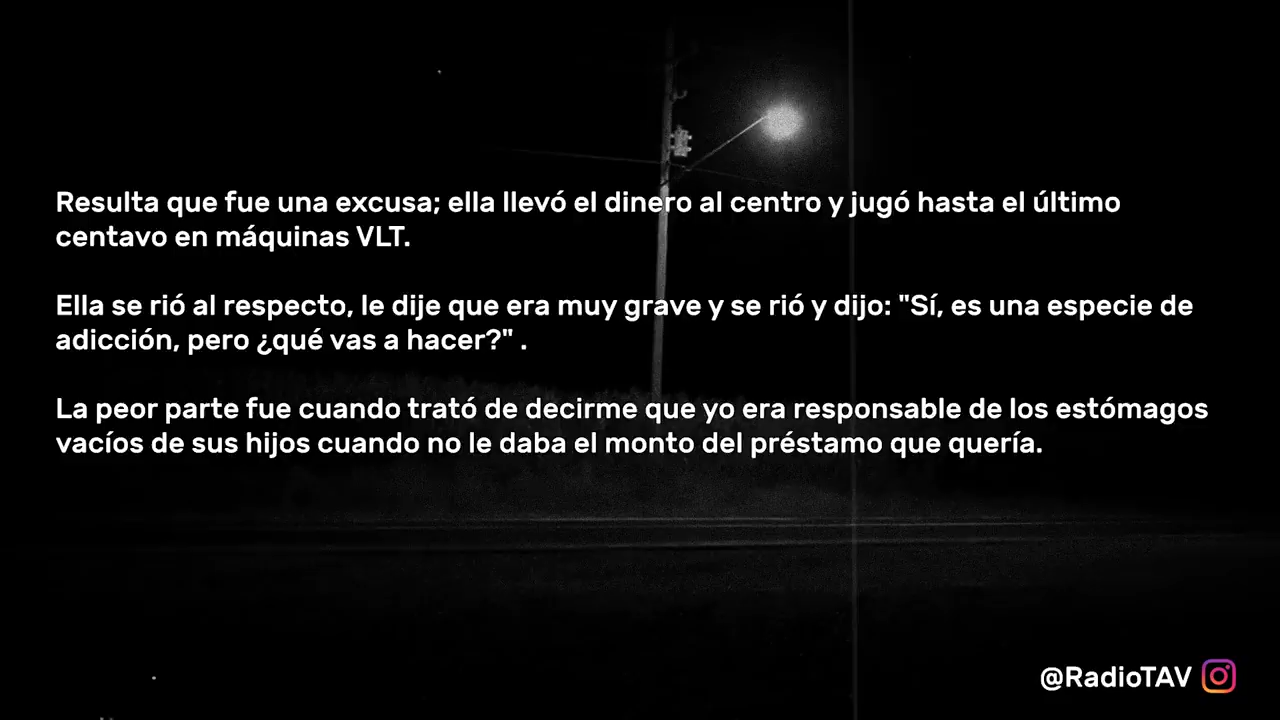 Resulta que fue una excusa; ella llevó el dinero al centro y jugó hasta el último
centavo en máquinas VLT.
Ella se rió al respecto, le dije que era muy grave y se rió y dijo: "Sí, es una especie de
adicción, pero ¿qué vas a hacer?" .
La peor parte fue cuando trató de decirme que yo era responsable de los estómagos
vacíos de sus hijos cuando no le daba el monto del préstamo que quería.
@RadioTAV